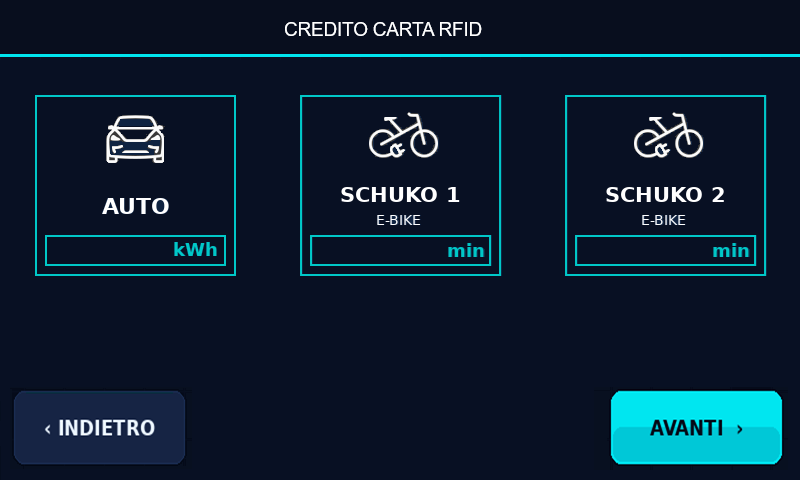 CREDITO CARTA RFID
AUTO
kWh
SCHUKO 1
E-BIKE
min
SCHUKO 2
E-BIKE
min
‹ INDIETRO
AVANTI ›